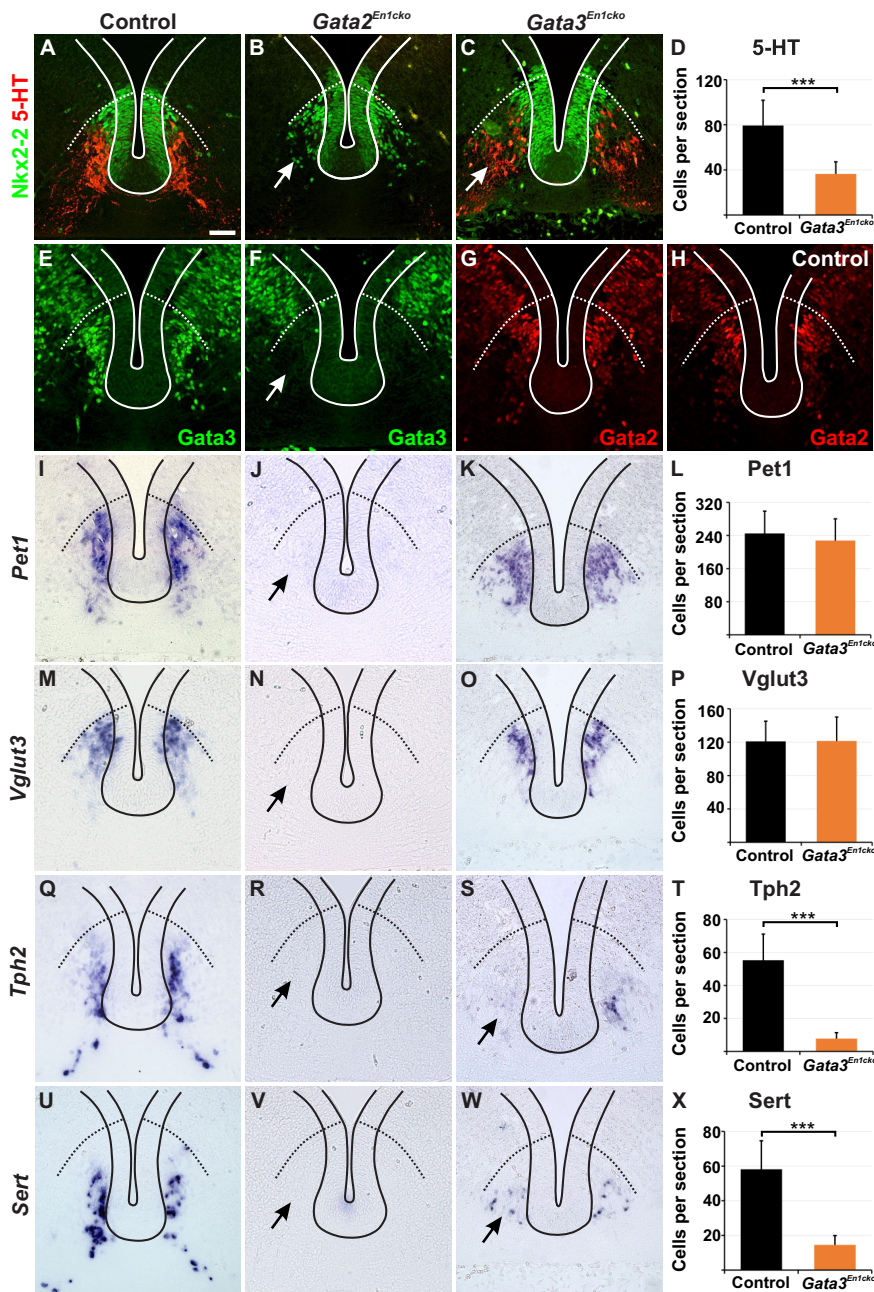 Control Gata2En1cko Gata3En1cko
Nkx2-2 5-HT
A B C D 5-HT
Cells per section
120
80
40
***
Control Gata3En1cko
E F G H Control
Gata3 Gata3 Gata2 Gata2
Pet1
I J K L Pet1
Cells per section
320
240
160
80
Control Gata3En1cko
Vglut3
M N O P Vglut3
Cells per section
160
120
80
40
Control Gata3En1cko
Tph2
Q R S T Tph2
Cells per section
80
60
40
20
***
Control Gata3En1cko
Sert
U V W X Sert
Cells per section
80
60
40
20
***
Control Gata3En1cko